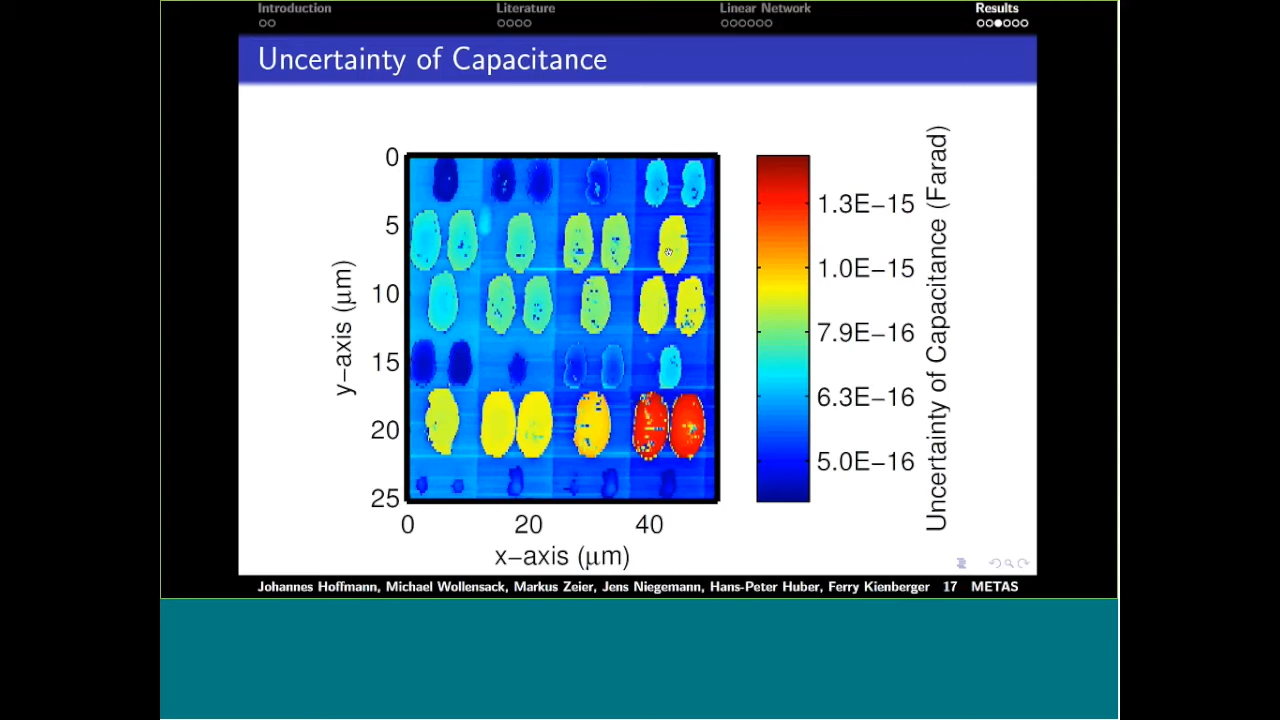 Introduction Literature Linear Network Results
Uncertainty of Capacitance
0
5
10
15
20
25
y−axis (μm)
0 20 40
x−axis (μm)
1.3E−15
1.0E−15
7.9E−16
6.3E−16
5.0E−16
Uncertainty of Capacitance (Farad)
Johannes Hoffmann, Michael Wollensack, Markus Zeier, Jens Niegemann, Hans-Peter Huber, Ferry Kienberger 17 METAS